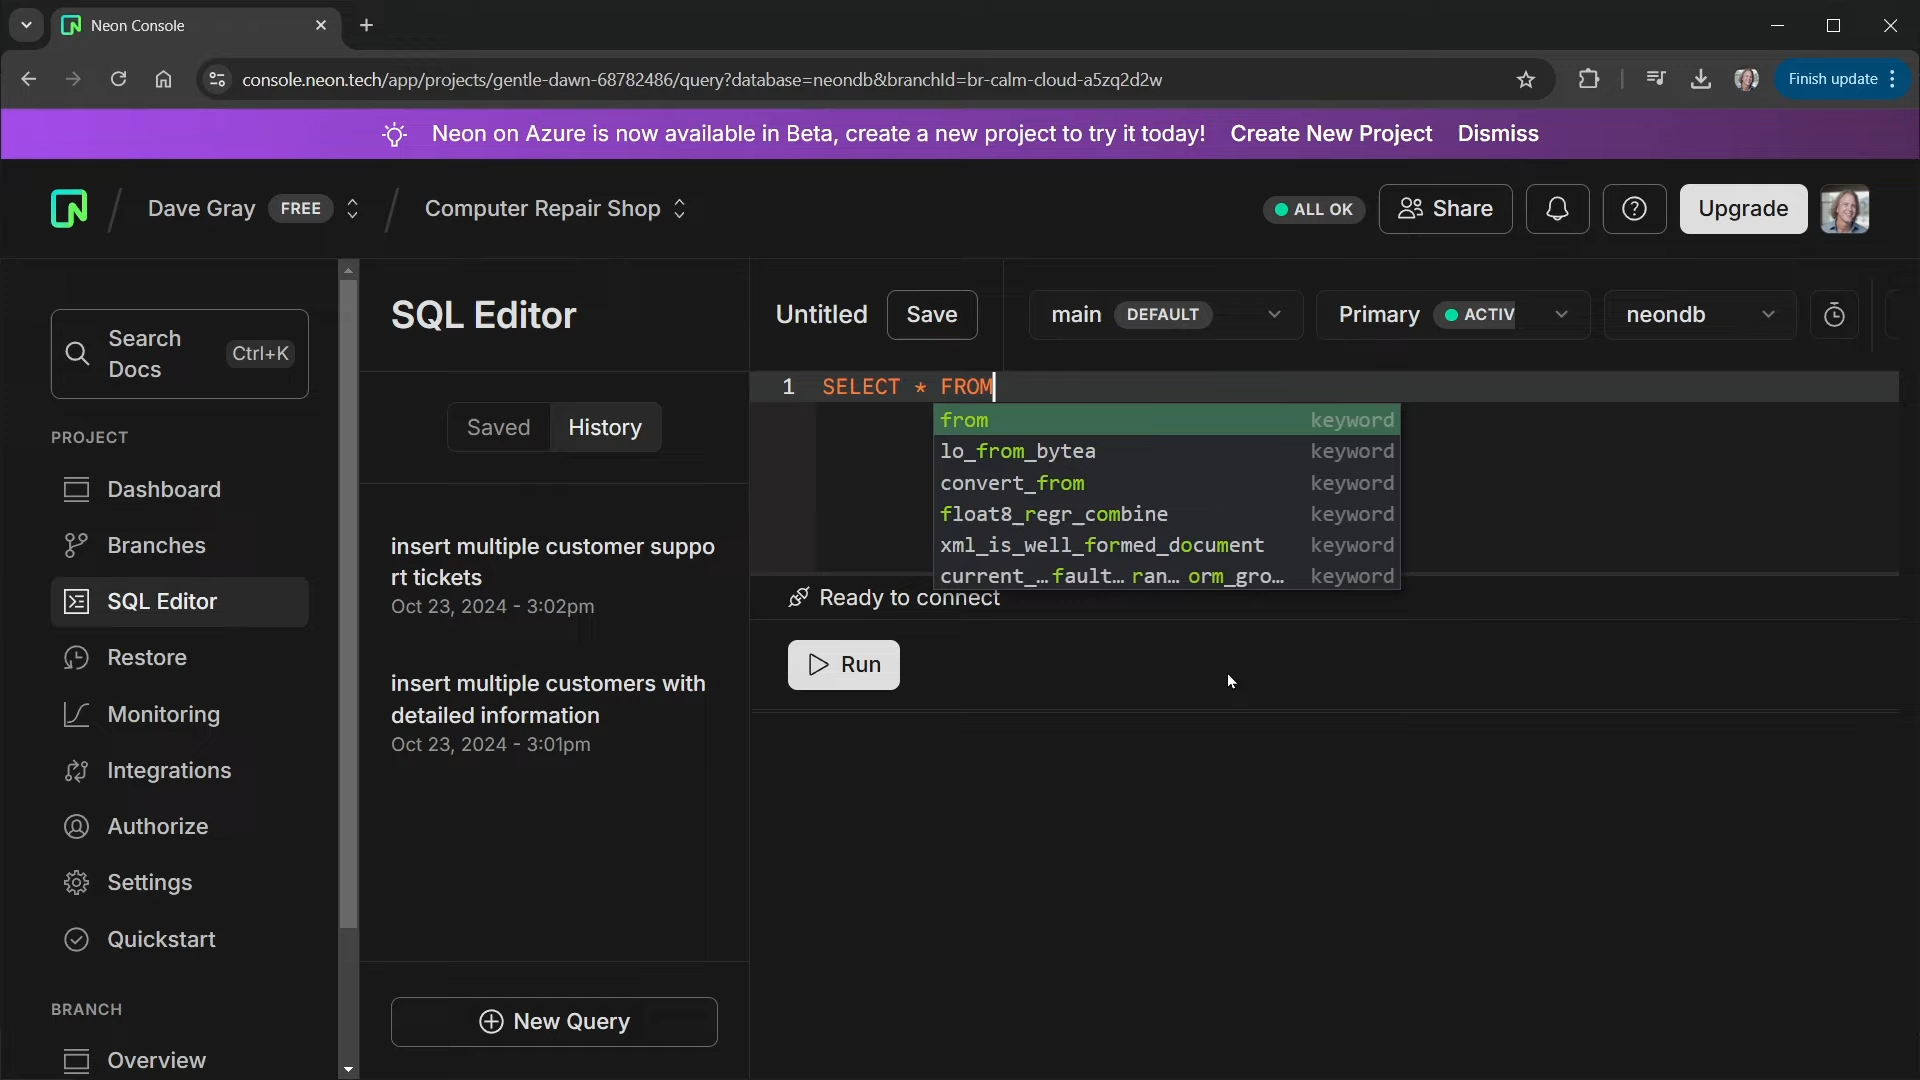 Neon Console
console.neon.tech/app/projects/gentle-dawn-68782486/query?database=neondb&branchId=br-calm-cloud-a5zq2d2w
Finish update
Neon on Azure is now available in Beta, create a new project to try it today! Create New Project Dismiss
Dave Gray FREE Computer Repair Shop
ALL OK Share Upgrade
Search
Docs
Ctrl+K
PROJECT
Dashboard
Branches
SQL Editor
Restore
Monitoring
Integrations
Authorize
Settings
Quickstart
BRANCH
Overview
SQL Editor
Saved History
insert multiple customer suppo
rt tickets
Oct 23, 2024 - 3:02pm
insert multiple customers with
detailed information
Oct 23, 2024 - 3:01pm
New Query
Untitled Save main DEFAULT Primary ACTIV neondb
1 SELECT * FROM
from keyword
lo_from_bytea keyword
convert_from keyword
float8_regr_combine keyword
xml_is_well_formed_document keyword
current_…fault… ran… orm_gro… keyword
Ready to connect
Run